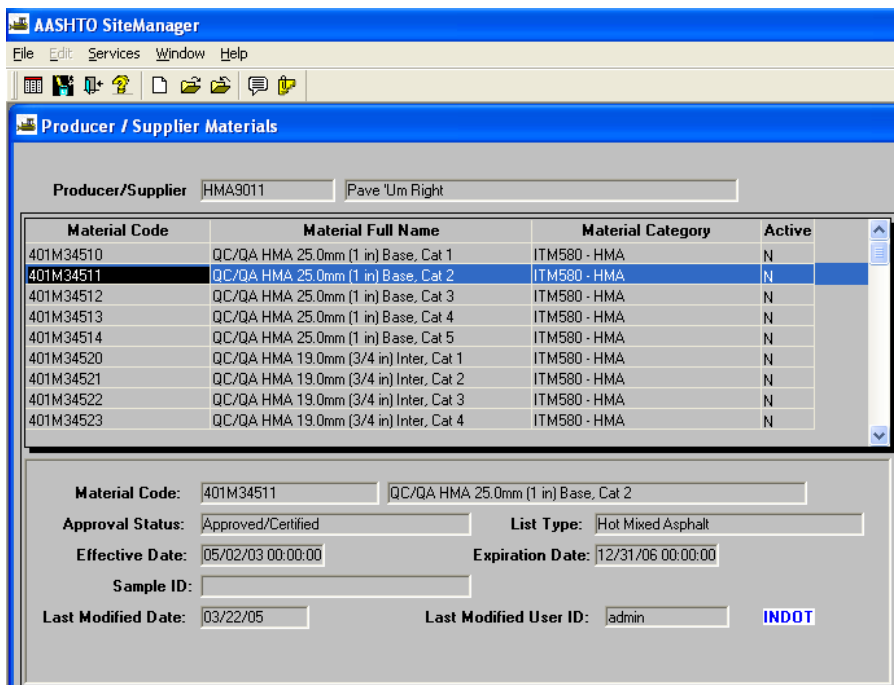 AASHTO SiteManager
File Edit Services Window Help
Producer / Supplier Materials
Producer/Supplier HMA9011 Pave 'Um Right
Material Code Material Full Name Material Category Active
401M34510 QC/QA HMA 25.0mm (1 in) Base, Cat 1 ITM580 - HMA N
401M34511 QC/QA HMA 25.0mm (1 in) Base, Cat 2 ITM580 - HMA N
401M34512 QC/QA HMA 25.0mm (1 in) Base, Cat 3 ITM580 - HMA N
401M34513 QC/QA HMA 25.0mm (1 in) Base, Cat 4 ITM580 - HMA N
401M34514 QC/QA HMA 25.0mm (1 in) Base, Cat 5 ITM580 - HMA N
401M34520 QC/QA HMA 19.0mm (3/4 in) Inter, Cat 1 ITM580 - HMA N
401M34521 QC/QA HMA 19.0mm (3/4 in) Inter, Cat 2 ITM580 - HMA N
401M34522 QC/QA HMA 19.0mm (3/4 in) Inter, Cat 3 ITM580 - HMA N
401M34523 QC/QA HMA 19.0mm (3/4 in) Inter, Cat 4 ITM580 - HMA N
Material Code: 401M34511 QC/QA HMA 25.0mm (1 in) Base, Cat 2
Approval Status: Approved/Certified List Type: Hot Mixed Asphalt
Effective Date: 05/02/03 00:00:00 Expiration Date: 12/31/06 00:00:00
Sample ID:
Last Modified Date: 03/22/05 Last Modified User ID: admin INDOT